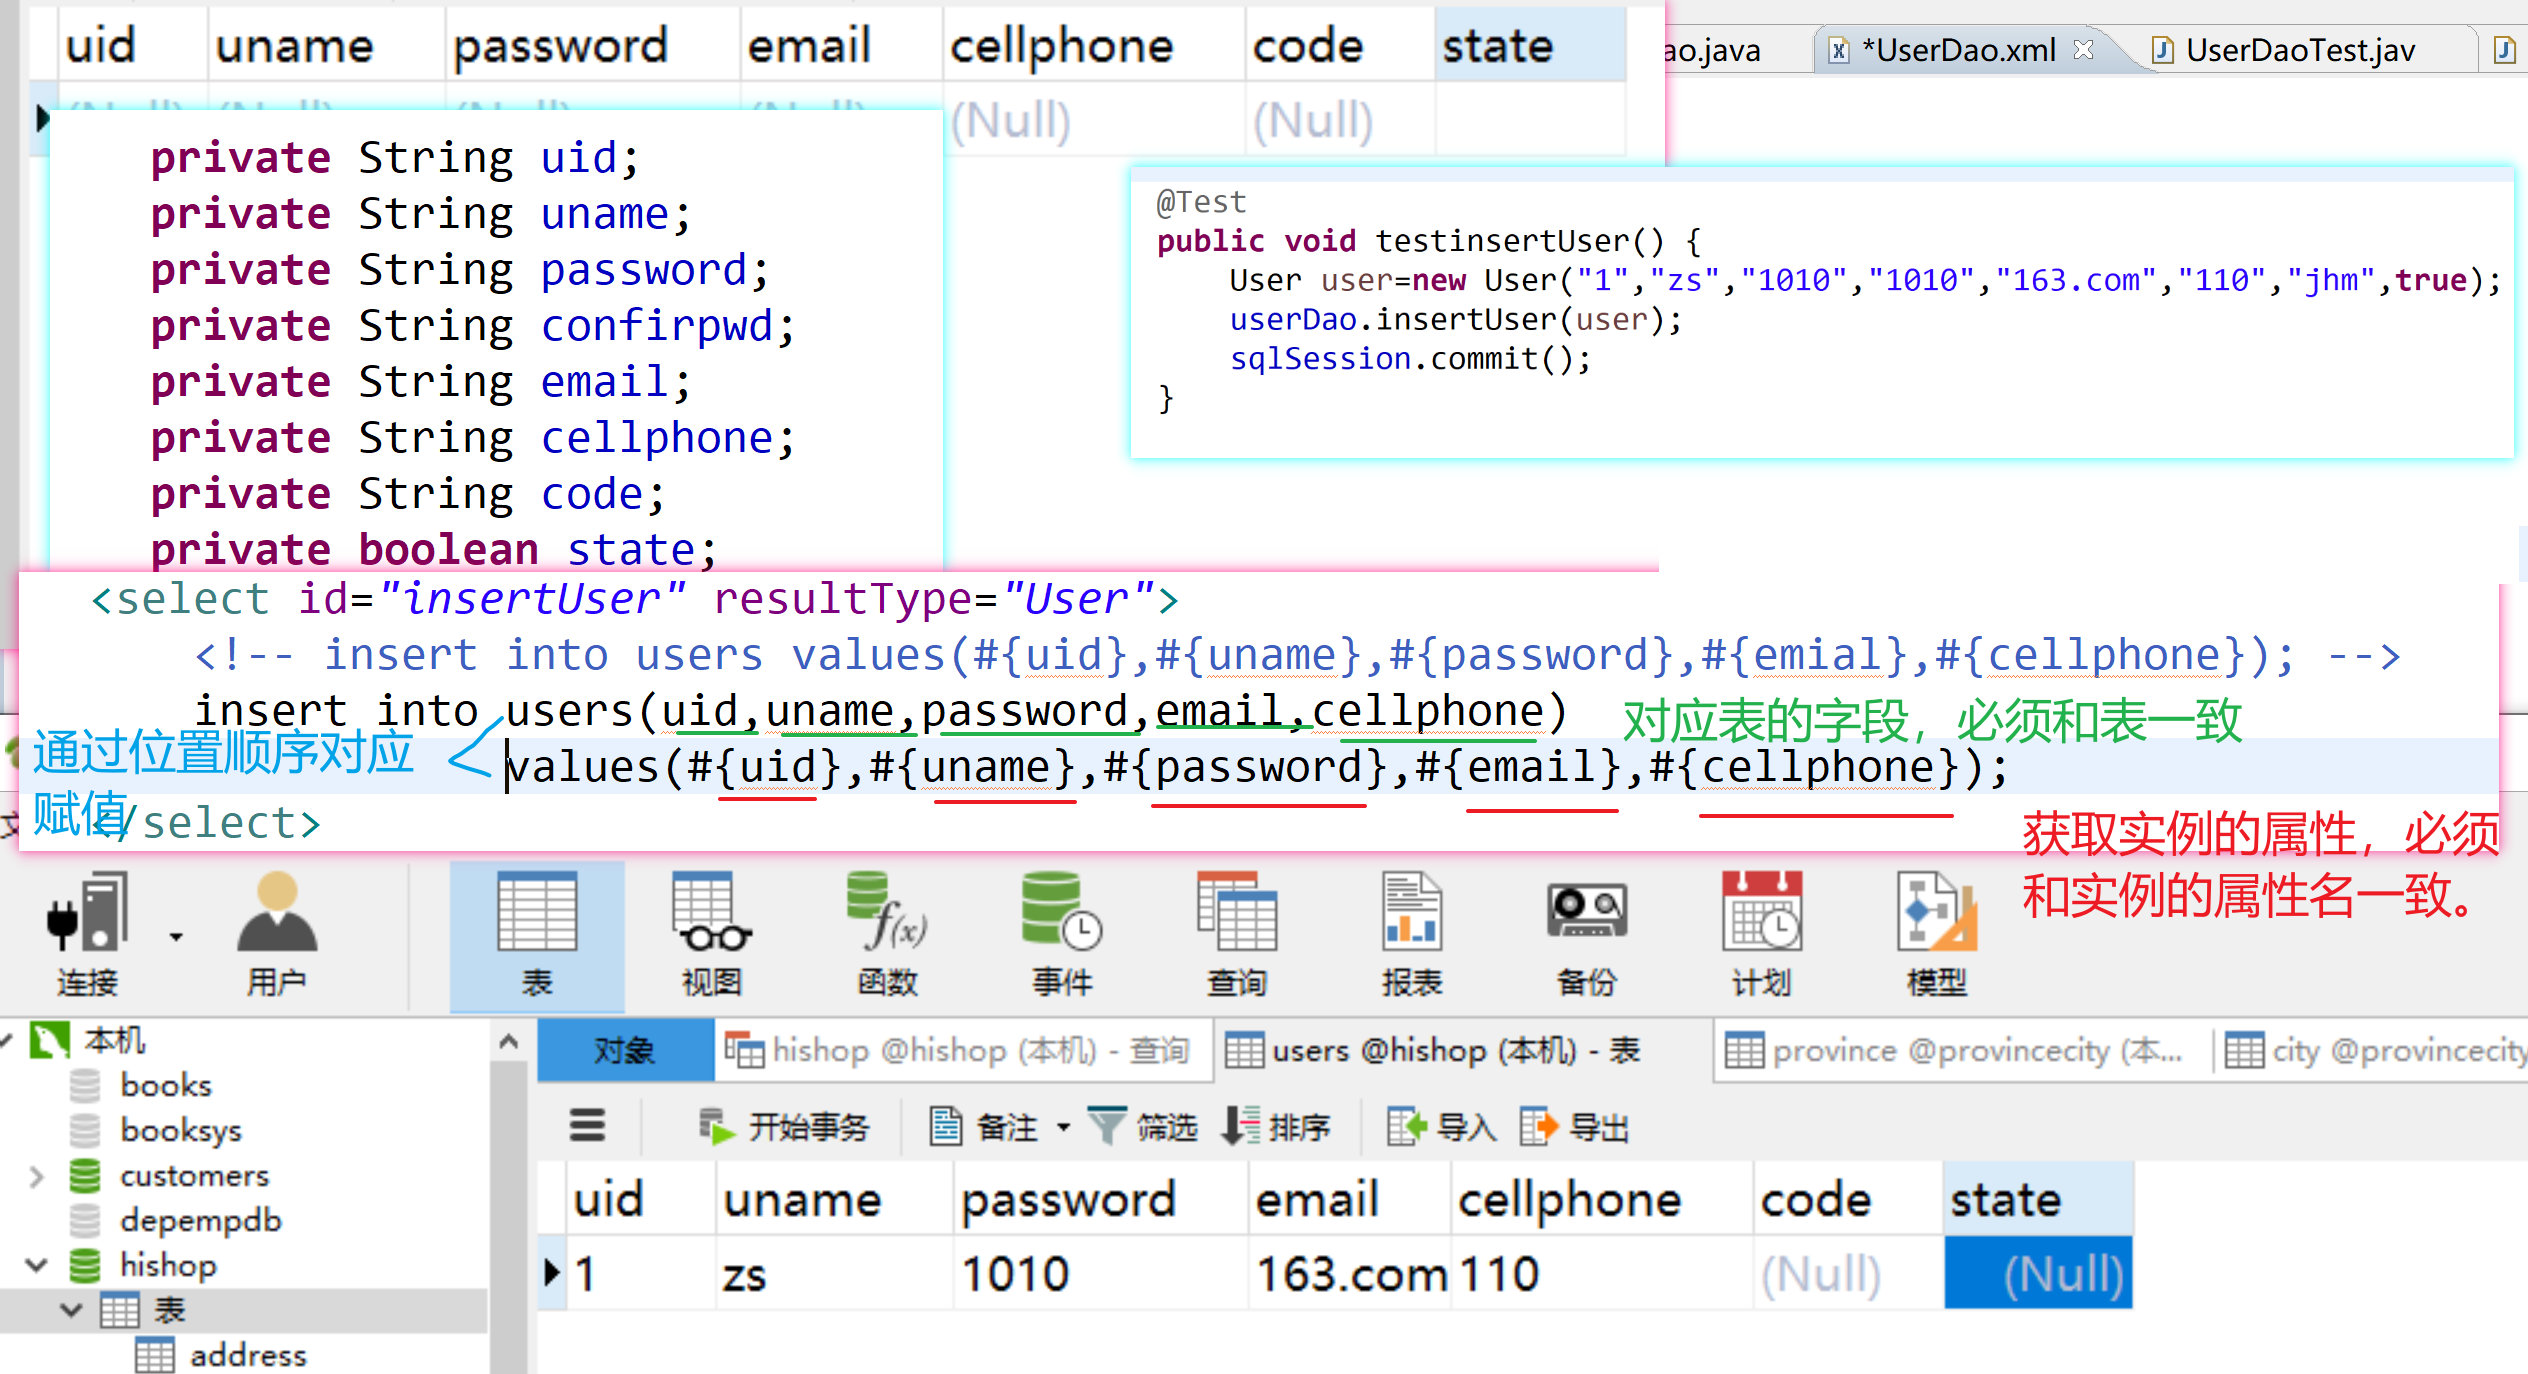 uid uname password email cellphone code state
(Null) (Null)
ao.java *UserDao.xml UserDaoTest.jav
private String uid;
private String uname;
private String password;
private String confirpwd;
private String email;
private String cellphone;
private String code;
private boolean state;
@Test
public void testinsertUser() {
User user=new User("1","zs","1010","1010","163.com","110","jhm",true);
userDao.insertUser(user);
sqlSession.commit();
}
<select id="insertUser" resultType="User">
<!-- insert into users values(#{uid},#{uname},#{password},#{emial},#{cellphone}); -->
insert into users(uid,uname,password,email,cellphone)
对应表的字段，必须和表一致
values(#{uid},#{uname},#{password},#{email},#{cellphone});
通过位置顺序对应
赋值
</select>
获取实例的属性，必须
和实例的属性名一致。
连接 用户 表 视图 函数 事件 查询 报表 备份 计划 模型
本机
books
booksys
customers
depempdb
hishop
表
address
对象 hishop @hishop (本机) - 查询 users @hishop (本机) - 表 province @provincecity (本... city @provincecity
开始事务 备注 筛选 排序 导入 导出
uid uname password email cellphone code state
1 zs 1010 163.com 110 (Null) (Null)